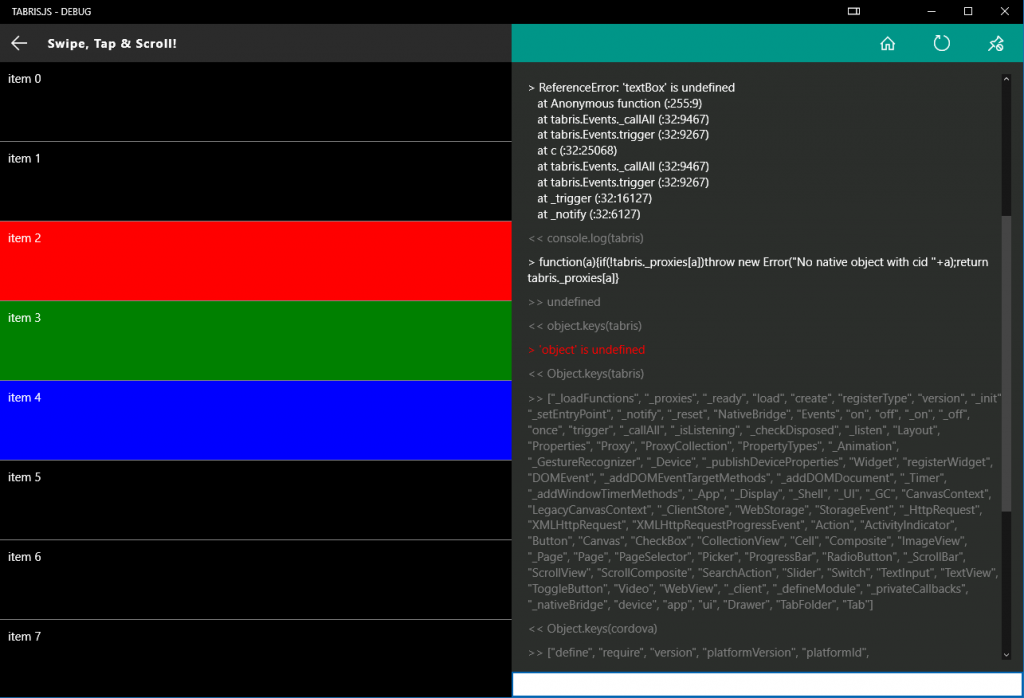 TABRIS.JS - DEBUG
Swipe, Tap & Scroll!
item 0
item 1
item 2
item 3
item 4
item 5
item 6
item 7
> ReferenceError: 'textBox' is undefined
at Anonymous function (:255:9)
at tabris.Events._callAll (:32:9467)
at tabris.Events.trigger (:32:9267)
at c (:32:25068)
at tabris.Events._callAll (:32:9467)
at tabris.Events.trigger (:32:9267)
at _trigger (:32:16127)
at _notify (:32:6127)
<< console.log(tabris)
> function(a){if(!tabris._proxies[a])throw new Error("No native object with cid "+a);return
tabris._proxies[a]}
>> undefined
<< object.keys(tabris)
> 'object' is undefined
<< Object.keys(tabris)
>> ["_loadFunctions", "_proxies", "_ready", "load", "create", "registerType", "version", "_init"
"_setEntryPoint", "_notify", "_reset", "NativeBridge", "Events", "on", "off", "_on", "_off",
"once", "trigger", "_callAll", "_isListening", "_checkDisposed", "_listen", "Layout",
"Properties", "Proxy", "ProxyCollection", "PropertyTypes", "_Animation",
"_GestureRecognizer", "_Device", "_publishDeviceProperties", "Widget", "registerWidget",
"DOMEvent", "_addDOMEventTargetMethods", "_addDOMDocument", "_Timer",
"_addWindowTimerMethods", "_App", "_Display", "_Shell", "_UI", "_GC", "CanvasContext",
"LegacyCanvasContext", "_ClientStore", "WebStorage", "StorageEvent", "_HttpRequest",
"XMLHttpRequest", "XMLHttpRequestProgressEvent", "Action", "ActivityIndicator",
"Button", "Canvas", "CheckBox", "CollectionView", "Cell", "Composite", "ImageView",
"_Page", "Page", "PageSelector", "Picker", "ProgressBar", "RadioButton", "_ScrollBar",
"ScrollView", "ScrollComposite", "SearchAction", "Slider", "Switch", "TextInput", "TextView",
"ToggleButton", "Video", "WebView", "_client", "_defineModule", "_privateCallbacks",
"_nativeBridge", "device", "app", "ui", "Drawer", "TabFolder", "Tab"]
<< Object.keys(cordova)
>> ["define", "require", "version", "platformVersion", "platformId",